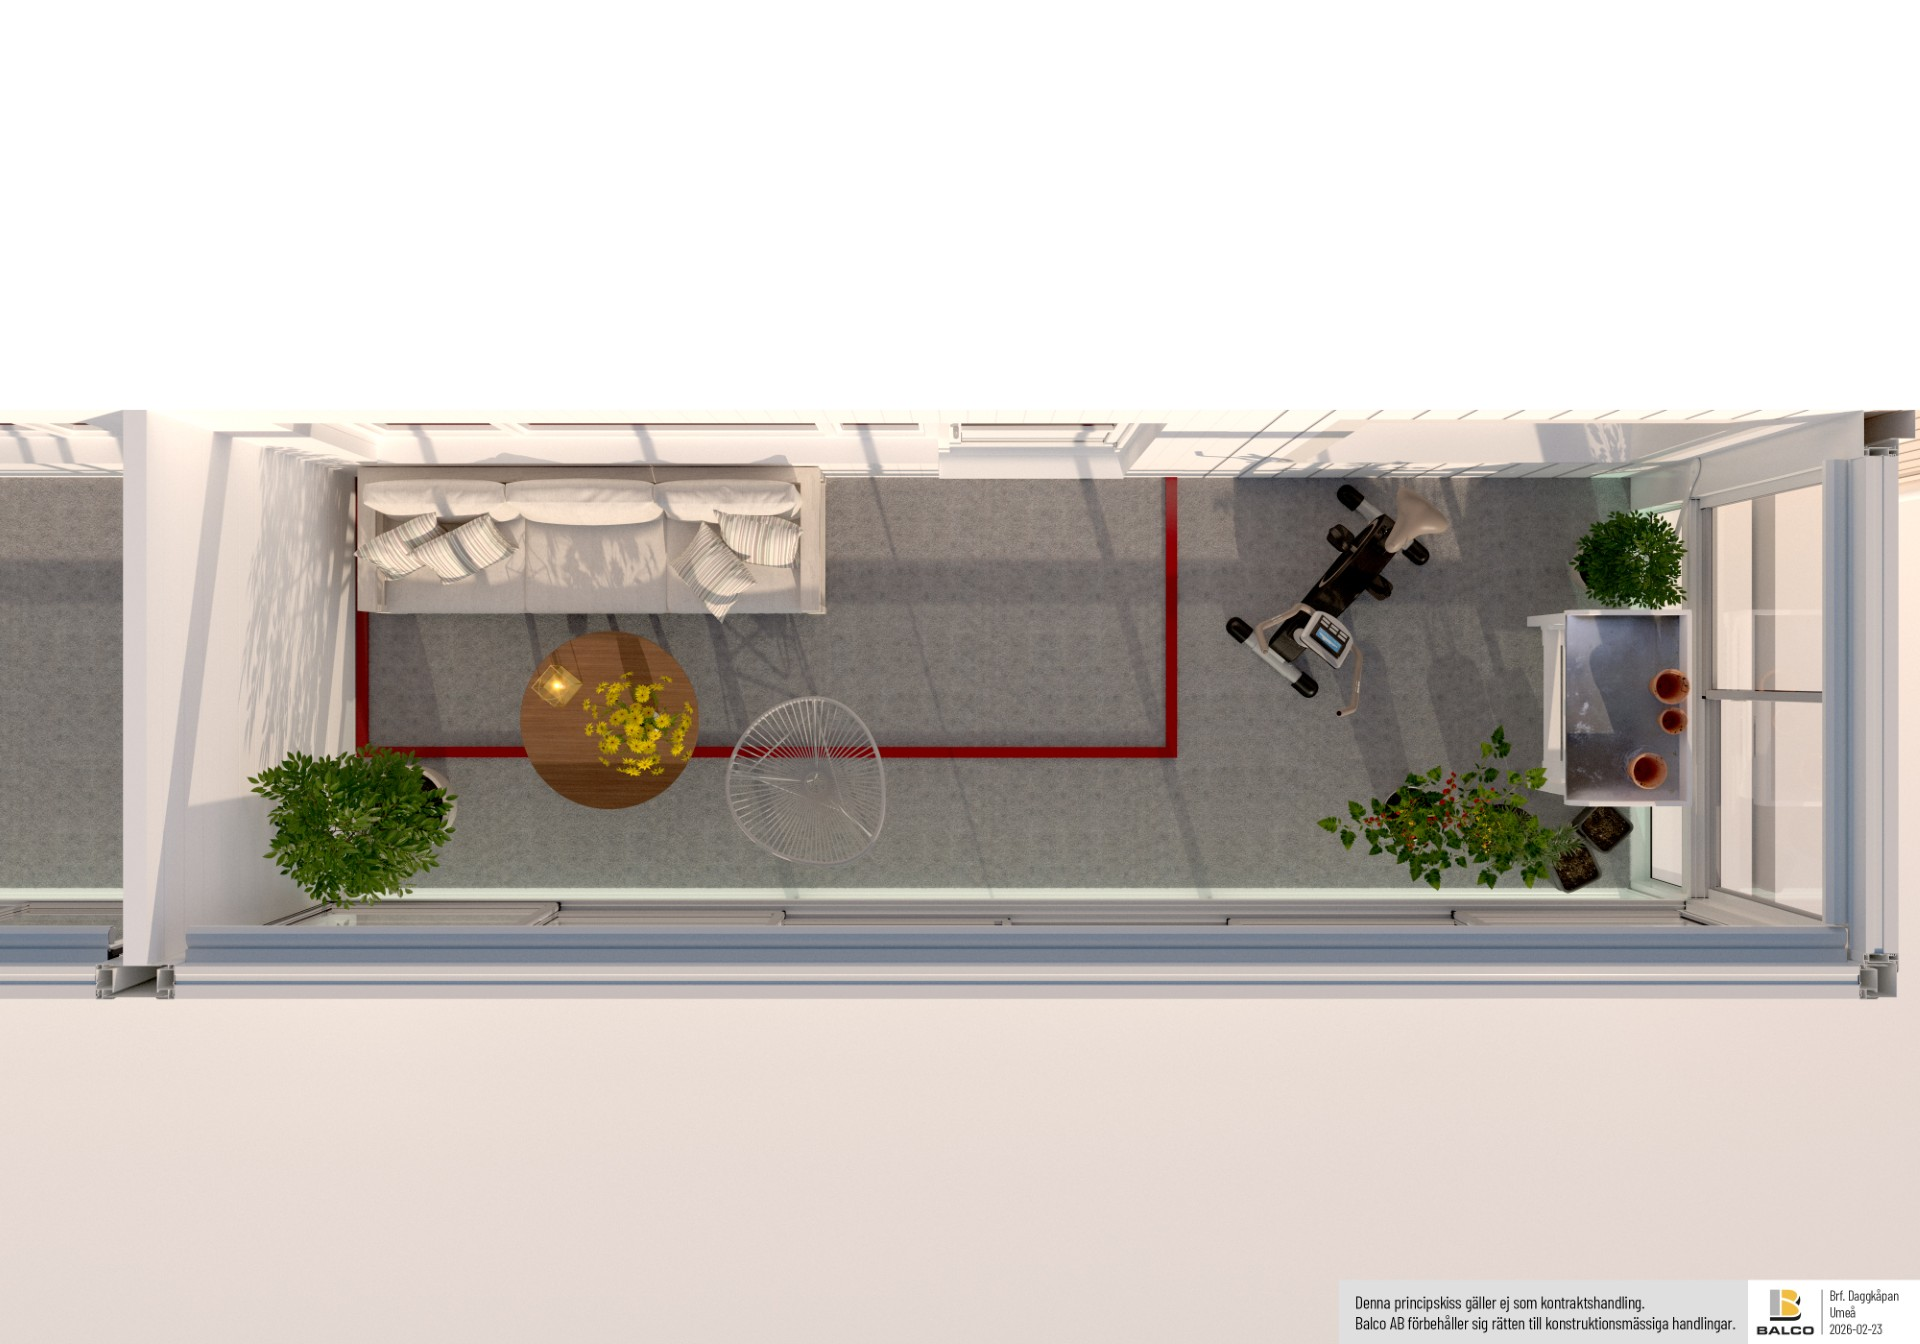 Denna principskiss gäller ej som kontraktshandling.
Balco AB förbehåller sig rätten till konstruktionsmässiga handlingar.
BALCO
Brf. Daggkåpan
Umeå
2026-02-23